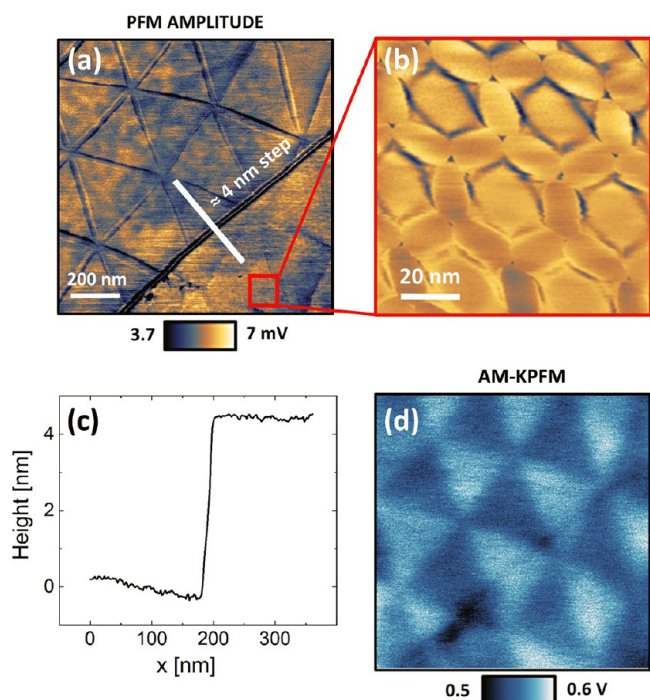 PFM AMPLITUDE
(a)
≈ 4 nm step
200 nm
3.7
7 mV
(b)
20 nm
(c)
Height [nm]
4
2
0
0
100
200
300
x [nm]
AM-KPFM
(d)
0.5
0.6 V